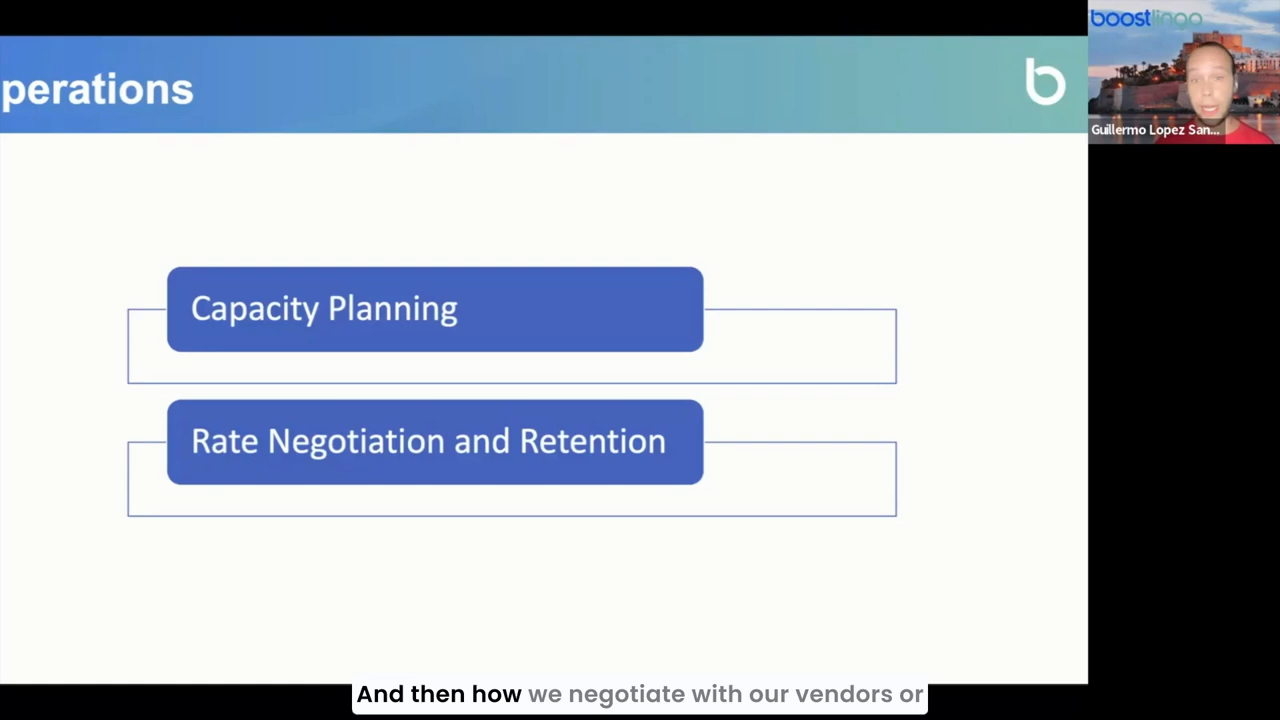 perations
b
boostlingo
Guillermo Lopez San...
Capacity Planning
Rate Negotiation and Retention
And then how we negotiate with our vendors or